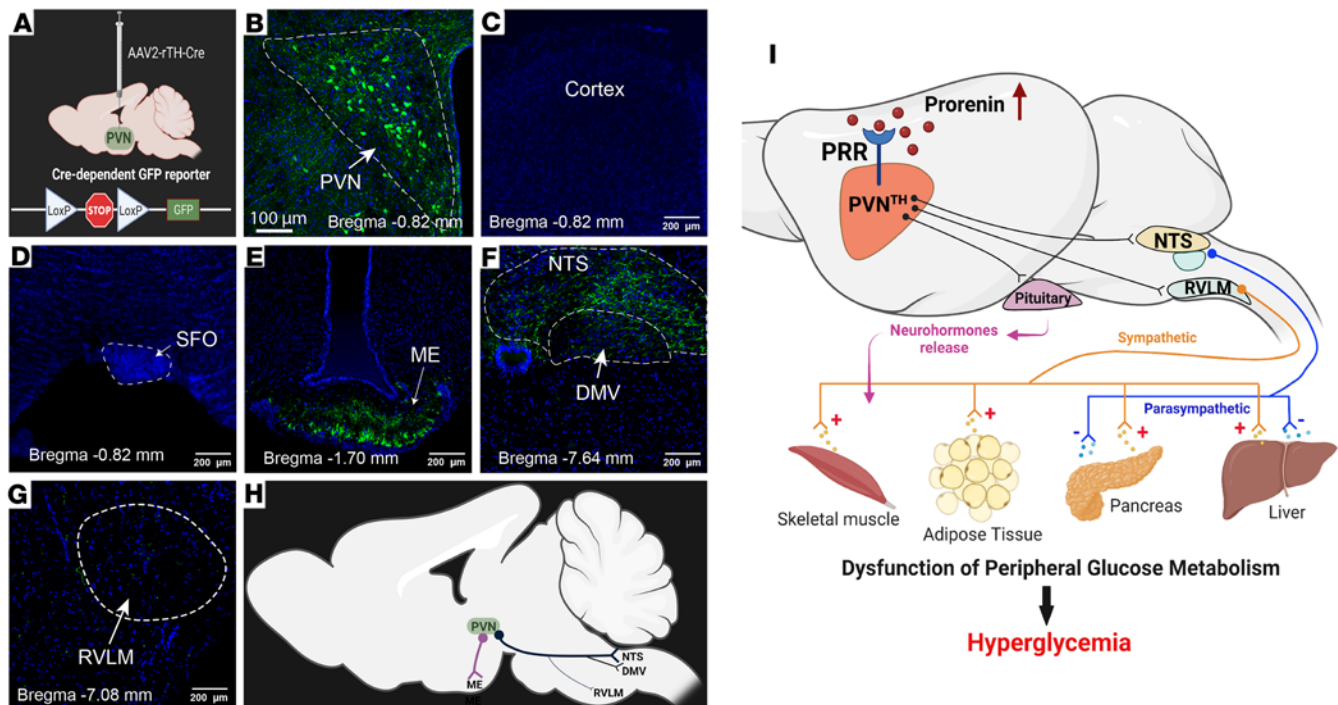 A
AAV2-rTH-Cre
PVN
Cre-dependent GFP reporter
LoxP STOP LoxP GFP
B
PVN
100 µm
Bregma -0.82 mm
C
Cortex
Bregma -0.82 mm
200 µm
D
SFO
Bregma -0.82 mm
200 µm
E
ME
Bregma -1.70 mm
200 µm
F
NTS
DMV
Bregma -7.64 mm
200 µm
G
RVLM
Bregma -7.08 mm
200 µm
H
PVN
NTS
DMV
RVLM
ME
ME
I
Prorenin
PRR
PVNᵀᴴ
NTS
RVLM
Pituitary
Neurohormones
release
Sympathetic
Parasympathetic
+
+
-
+
+
-
Skeletal muscle
Adipose Tissue
Pancreas
Liver
Dysfunction of Peripheral Glucose Metabolism
Hyperglycemia